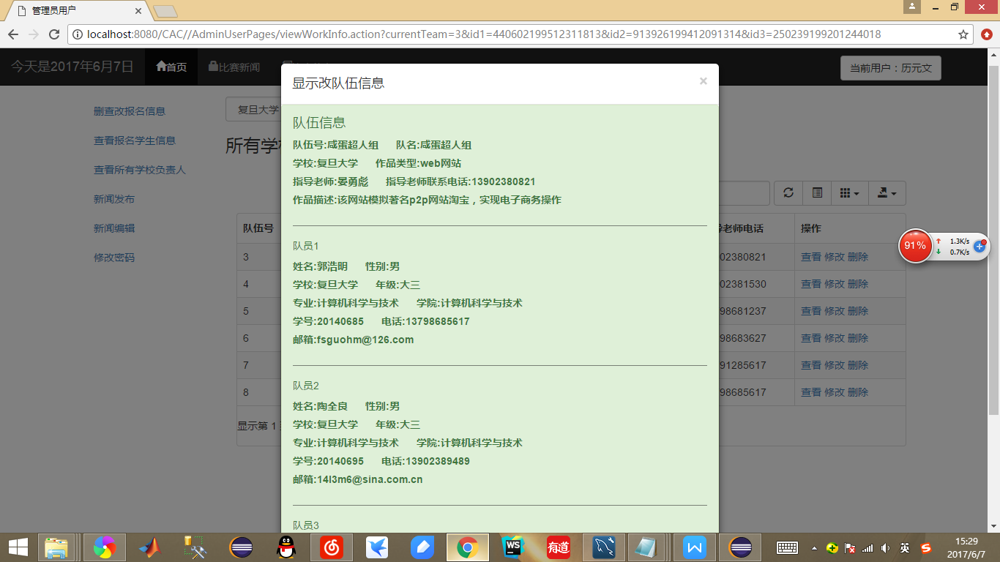 管理员用户
localhost:8080/CAC//AdminUserPages/viewWorkInfo.action?currentTeam=3&id1=440602199512311813&id2=913926199412091314&id3=250239199201244018
今天是2017年6月7日 首页 比赛新闻 当前用户：历元文
显示改队伍信息 ×
删查改报名信息
查看报名学生信息
查看所有学校负责人
新闻发布
新闻编辑
修改密码
复旦大学
所有学校
队伍信息
队伍号:咸蛋超人组 队名:咸蛋超人组
学校:复旦大学 作品类型:web网站
指导老师:晏勇彪 指导老师联系电话:13902380821
作品描述:该网站模拟著名p2p网站淘宝，实现电子商务操作
队员1
姓名:郭浩明 性别:男
学校:复旦大学 年级:大三
专业:计算机科学与技术 学院:计算机科学与技术
学号:20140685 电话:13798685617
邮箱:fsguohm@126.com
队员2
姓名:陶全良 性别:男
学校:复旦大学 年级:大三
专业:计算机科学与技术 学院:计算机科学与技术
学号:20140695 电话:13902389489
邮箱:14l3m6@sina.com.cn
队员3
队伍号 老师电话 操作
3 02380821 查看 修改 删除
4 02381530 查看 修改 删除
5 98681237 查看 修改 删除
6 98683627 查看 修改 删除
7 91285617 查看 修改 删除
8 98685617 查看 修改 删除
显示第 1
91% 1.3K/s
0.7K/s
WS 有道 W 英 S
15:29
2017/6/7